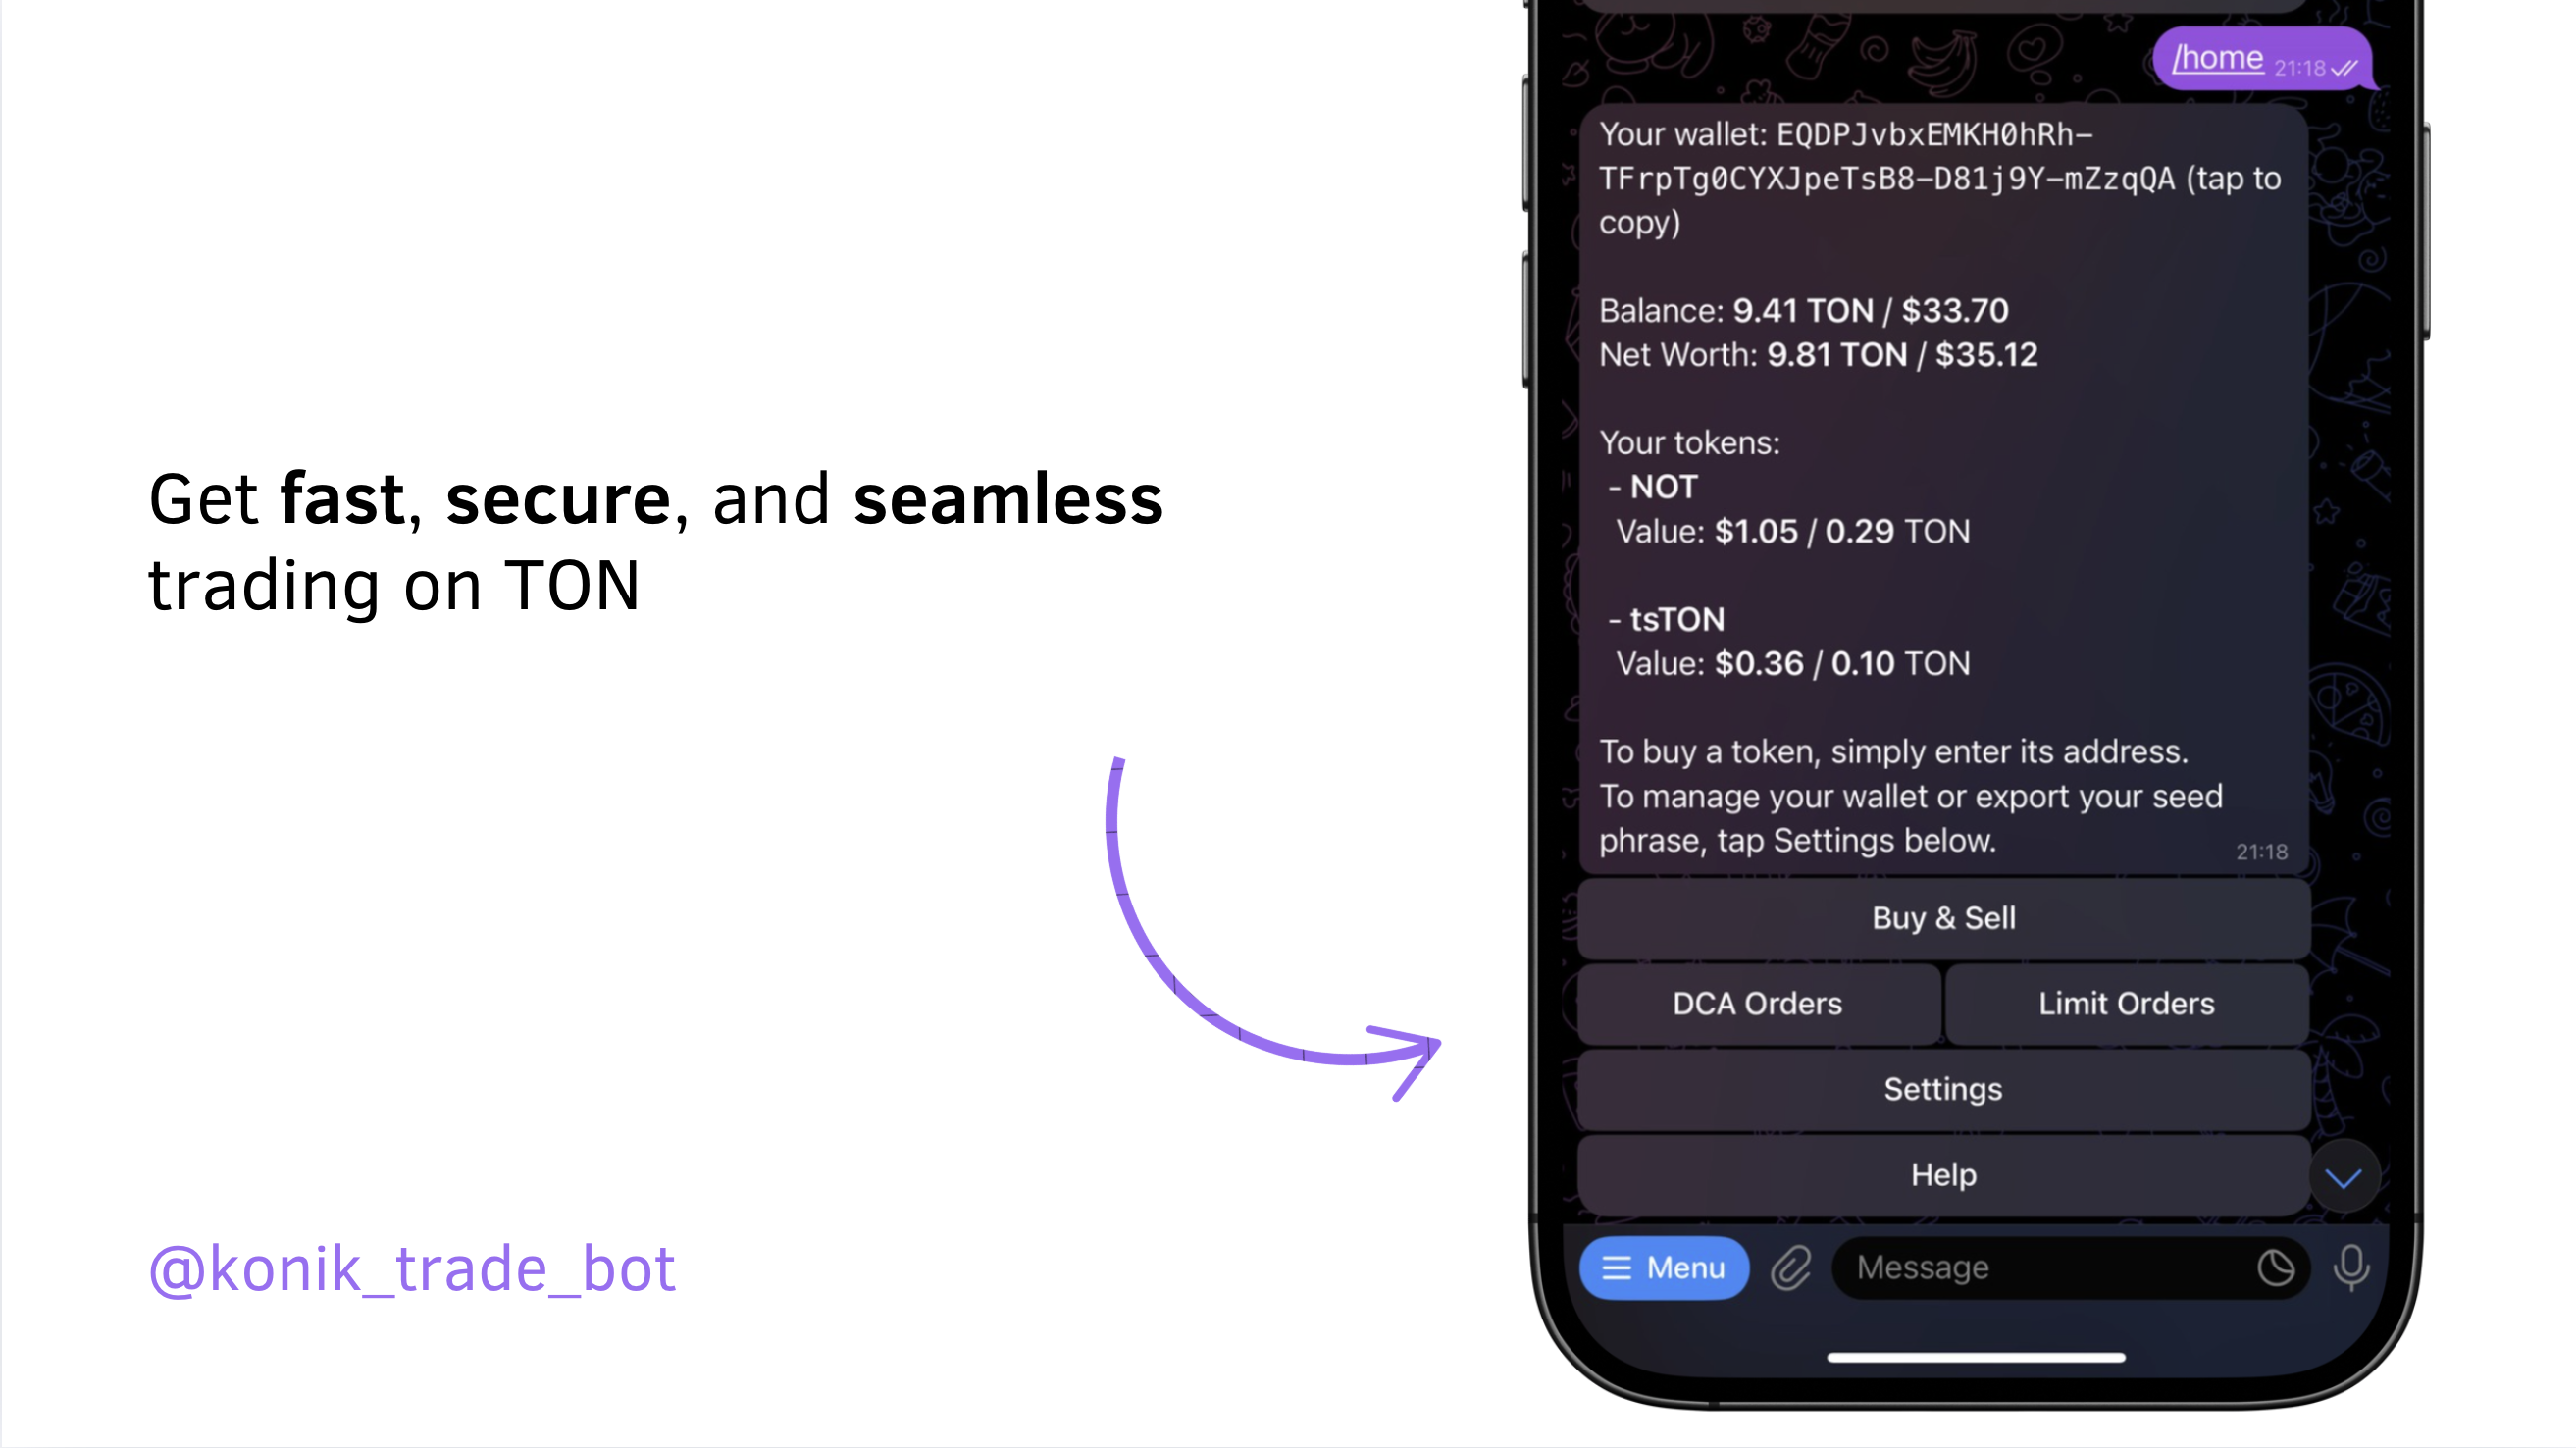 Get fast, secure, and seamless
trading on TON
@konik_trade_bot
/home 21:18
Your wallet: EQDPJvbxEMKH0hRh-
TFrpTg0CYXJpeTsB8-D81j9Y-mZzqQA (tap to
copy)
Balance: 9.41 TON / $33.70
Net Worth: 9.81 TON / $35.12
Your tokens:
- NOT
Value: $1.05 / 0.29 TON
- tsTON
Value: $0.36 / 0.10 TON
To buy a token, simply enter its address.
To manage your wallet or export your seed
phrase, tap Settings below.
21:18
Buy & Sell
DCA Orders
Limit Orders
Settings
Help
Menu
Message